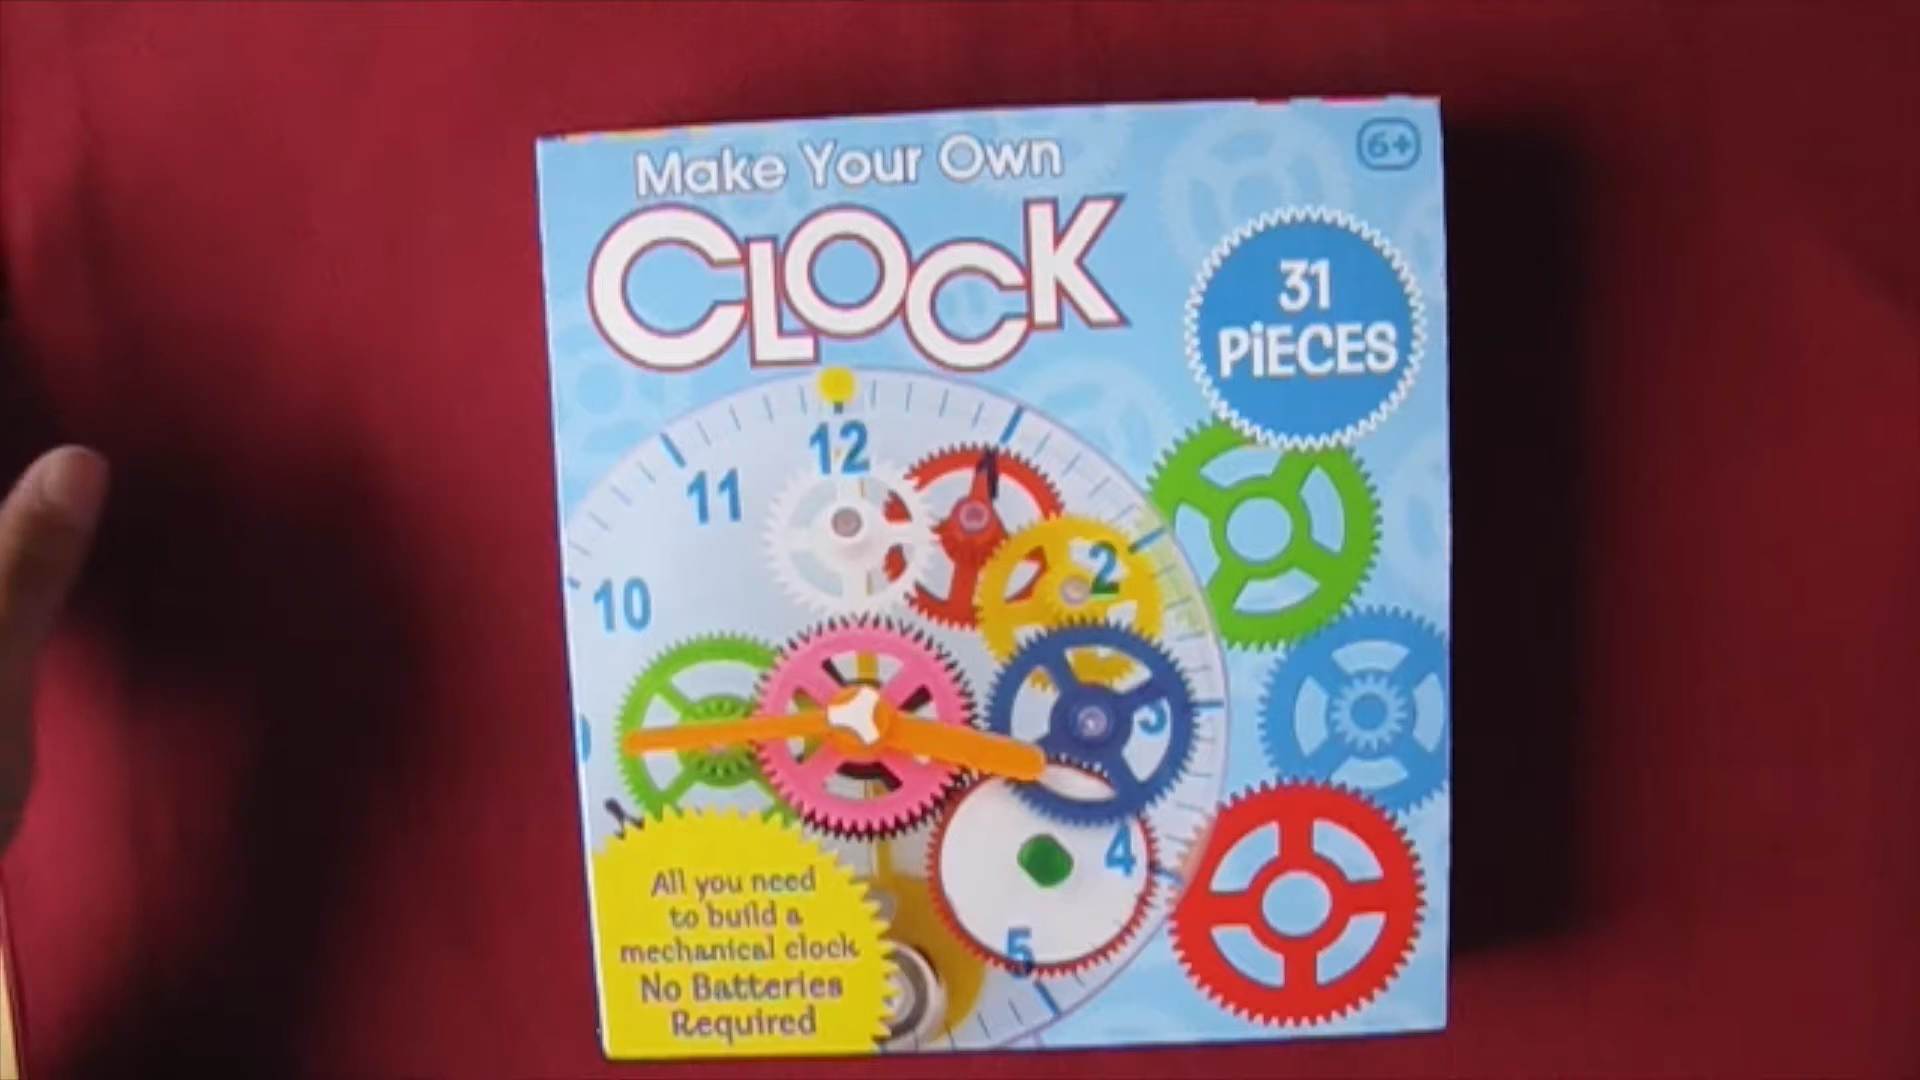 Make Your Own
CLOCK
6+
31
PiECES
12
11
1
10
2
3
4
5
All you need
to build a
mechanical clock
No Batteries
Required